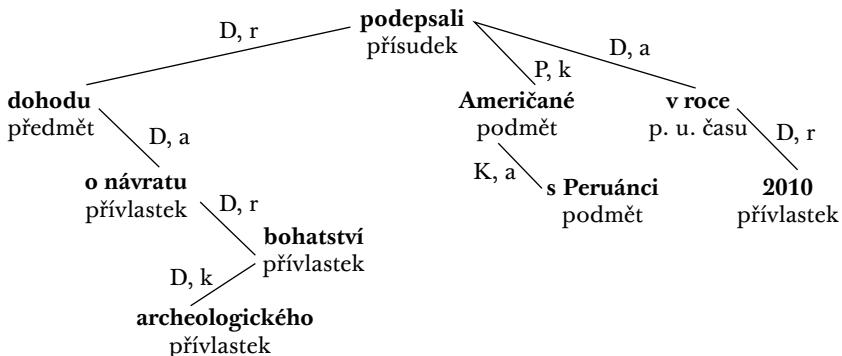 podepsali
přísudek
D, r
D, a
P, k
dohodu
předmět
Američané
podmět
v roce
p. u. času
D, a
D, r
K, a
o návratu
přívlastek
s Peruánci
podmět
2010
přívlastek
D, r
bohatství
přívlastek
D, k
archeologického
přívlastek